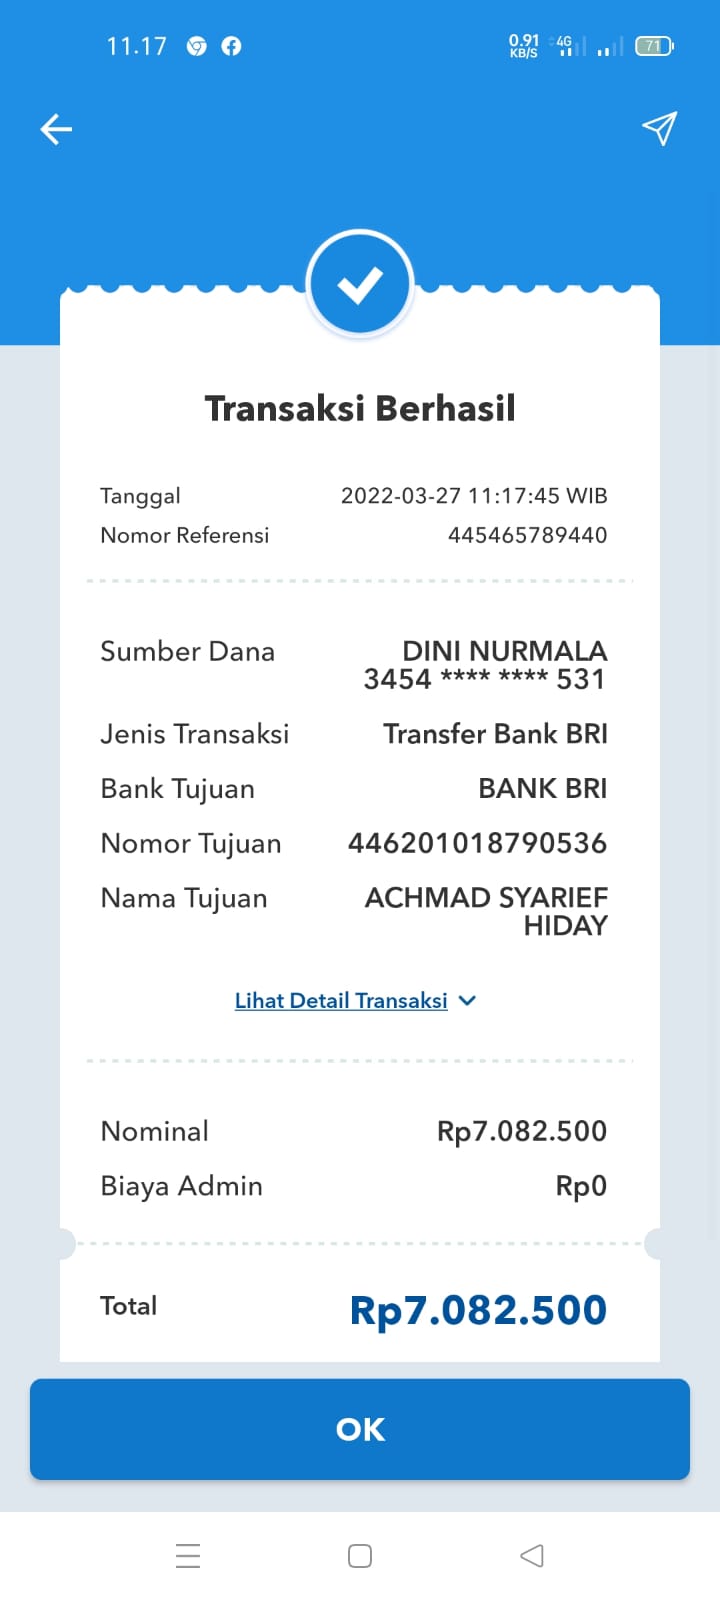 11.17
0.91 KB/S 4G 71
Transaksi Berhasil
Tanggal 2022-03-27 11:17:45 WIB
Nomor Referensi 445465789440
Sumber Dana DINI NURMALA
3454 **** **** 531
Jenis Transaksi Transfer Bank BRI
Bank Tujuan BANK BRI
Nomor Tujuan 446201018790536
Nama Tujuan ACHMAD SYARIEF
HIDAY
Lihat Detail Transaksi
Nominal Rp7.082.500
Biaya Admin Rp0
Total Rp7.082.500
OK